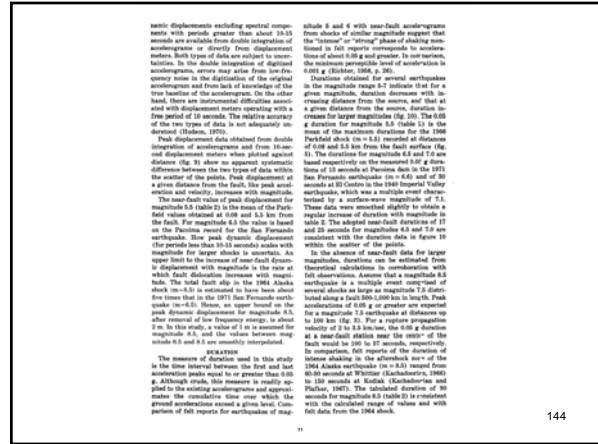 namic displacements excluding spectral compo-
nents with periods greater than about 10-15
seconds are available from double integration of
accelerograms or directly from displacement
meters. Both types of data are subject to uncer-
tainties. In the double integration of digitized
accelerograms, errors may arise from low-fre-
quency noise in the digitization of the original
accelerogram and from lack of knowledge of the
true baseline of the accelerogram. On the other
hand, there are instrumental difficulties associ-
ated with displacement meters operating with a
free period of 10 seconds. The relative accuracy
of the two types of data is not adequately un-
derstood (Hudson, 1970).
Peak displacement data obtained from double
integration of accelerograms and from 10-sec-
ond displacement meters when plotted against
distance (fig. 9) show no apparent systematic
difference between the two types of data within
the scatter of the points. Peak displacement at
a given distance from the fault, like peak accel-
eration and velocity, increases with magnitude.
The near-fault value of peak displacement for
magnitude 5.5 (table 2) is the mean of the Park-
field values obtained at 0.08 and 5.5 km from
the fault. For magnitude 6.5 the value is based
on the Pacoima record for the San Fernando
earthquake. How peak dynamic displacement
(for periods less than 10-15 seconds) scales with
magnitude for larger shocks is uncertain. An
upper limit to the increase of near-fault dynam-
ic displacement with magnitude is the rate at
which fault dislocation increases with magni-
tude. The total fault slip in the 1964 Alaska
shock (m=8.5) is estimated to have been about
five times that in the 1971 San Fernando earth-
quake (m=6.5). Hence, an upper bound on the
peak dynamic displacement for magnitude 8.5,
after removal of low frequency energy, is about
2 m. In this study, a value of 1 m is assumed for
magnitude 8.5, and the values between mag-
nitude 6.5 and 8.5 are smoothly interpolated.
DURATION
The measure of duration used in this study
is the time interval between the first and last
acceleration peaks equal to or greater than 0.05
g. Although crude, this measure is readily ap-
plied to the existing accelerograms and approxi-
mates the cumulative time over which the
ground accelerations exceed a given level. Com-
parison of felt reports for earthquakes of mag-
nitude 5 and 6 with near-fault accelerograms
from shocks of similar magnitude suggest that
the "intense" or "strong" phase of shaking men-
tioned in felt reports corresponds to accelera-
tions of about 0.05 g and greater. In comparison,
the minimum perceptible level of acceleration is
0.001 g (Richter, 1958, p. 26).
Durations obtained for several earthquakes
in the magnitude range 5-7 indicate that for a
given magnitude, duration decreases with in-
creasing distance from the source, and that at
a given distance from the source, duration in-
creases for larger magnitudes (fig. 10). The 0.05
g duration for magnitude 5.5 (table 2) is the
mean of the maximum durations for the 1966
Parkfield shock (m = 5.5) recorded at distances
of 0.08 and 5.5 km from the fault surface (fig.
5). The durations for magnitude 6.5 and 7.0 are
based respectively on the measured 0.05 g dura-
tions of 13 seconds at Pacoima dam in the 1971
San Fernando earthquake (m = 6.6) and of 30
seconds at El Centro in the 1940 Imperial Valley
earthquake, which was a multiple event charac-
terized by a surface-wave magnitude of 7.1.
These data were smoothed slightly to obtain a
regular increase of duration with magnitude in
table 2. The adopted near-fault durations of 17
and 25 seconds for magnitudes 6.5 and 7.0 are
consistent with the duration data in figure 10
within the scatter of the points.
In the absence of near-fault data for larger
magnitudes, durations can be estimated from
theoretical calculations in corroboration with
felt observations. Assume that a magnitude 8.5
earthquake is a multiple event composed of
several shocks as large as magnitude 7.5 distri-
buted along a fault 500-1,000 km in length. Peak
accelerations of 0.05 g or greater are expected
for a magnitude 7.5 earthquake at distances up
to 100 km (fig. 5). For a rupture propagation
velocity of 2 to 3.5 km/sec, the 0.05 g duration
at a near-fault station near the center of the
fault would be 100 to 57 seconds, respectively.
In comparison, felt reports of the duration of
intense shaking in the aftershock area of the
1964 Alaska earthquake (m = 8.5) ranged from
60-90 seconds at Whittier (Kachadoorian, 1966)
to 150 seconds at Kodiak (Kachadoorian and
Plafker, 1967). The tabulated duration of 90
seconds for magnitude 8.5 (table 2) is consistent
with the calculated range of values and with
felt data from the 1964 shock.
11
144